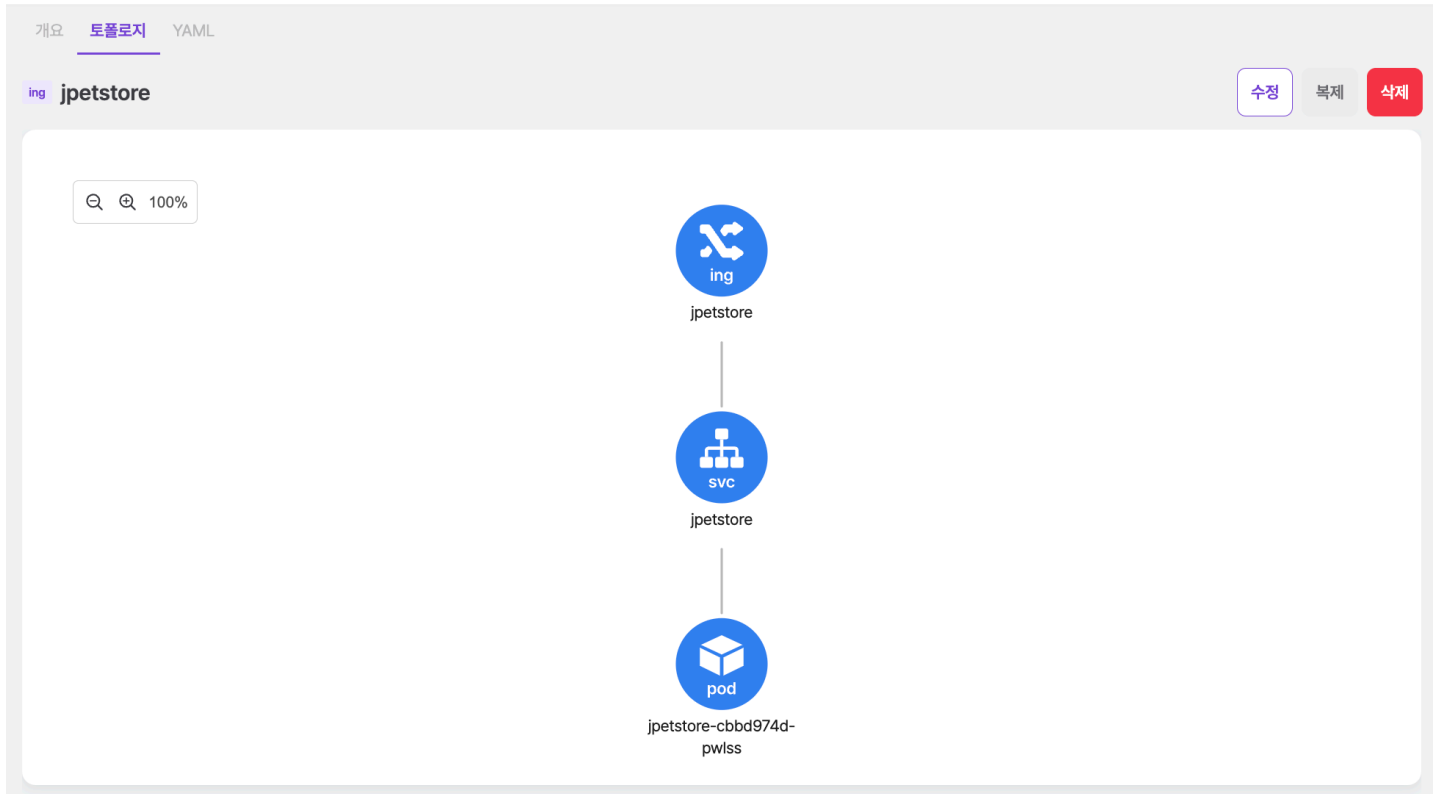 개요 토폴로지 YAML
ing jpetstore
수정 복제 삭제
100%
ing
jpetstore
svc
jpetstore
pod
jpetstore-cbbd974d-
pwlss